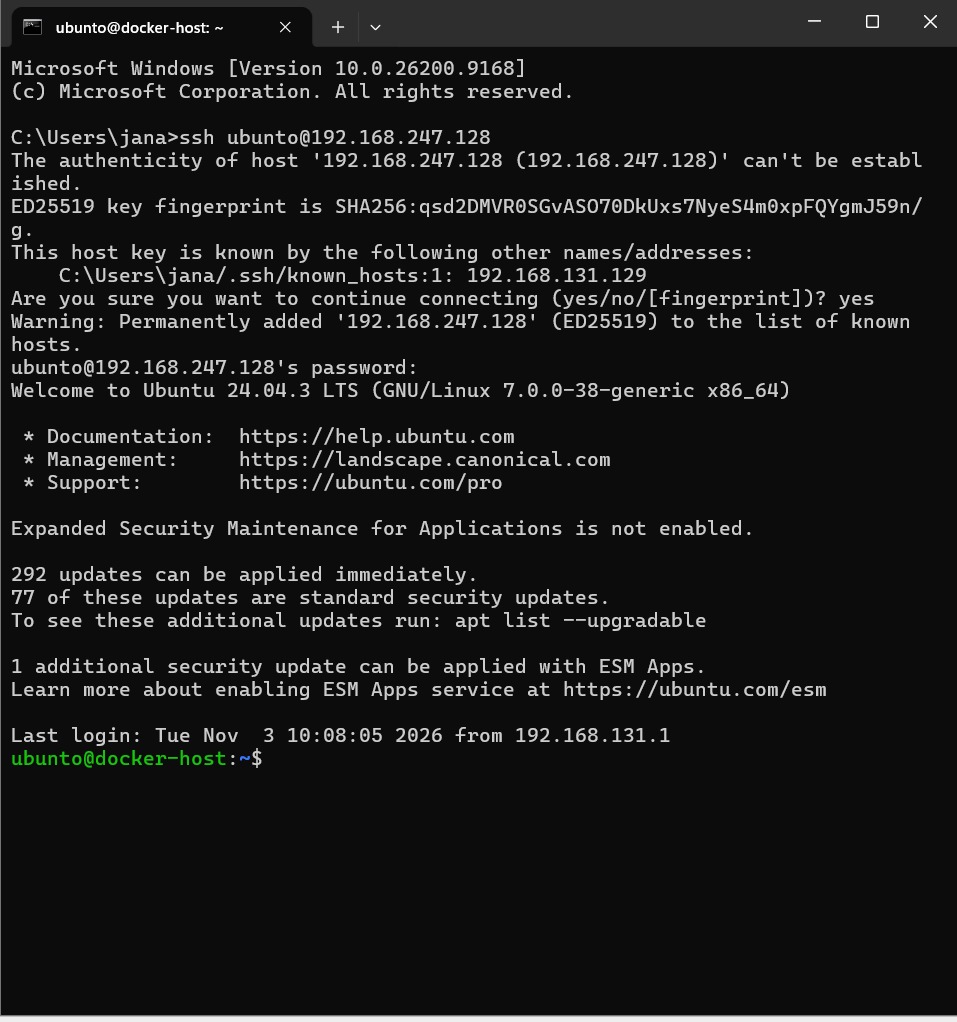 ubunto@docker-host: ~
Microsoft Windows [Version 10.0.26200.9168]
(c) Microsoft Corporation. All rights reserved.
C:\Users\jana>ssh ubunto@192.168.247.128
The authenticity of host '192.168.247.128 (192.168.247.128)' can't be establ
ished.
ED25519 key fingerprint is SHA256:qsd2DMVR0SGvASO70DkUxs7NyeS4m0xpFQYgmJ59n/
g.
This host key is known by the following other names/addresses:
    C:\Users\jana/.ssh/known_hosts:1: 192.168.131.129
Are you sure you want to continue connecting (yes/no/[fingerprint])? yes
Warning: Permanently added '192.168.247.128' (ED25519) to the list of known
hosts.
ubunto@192.168.247.128's password:
Welcome to Ubuntu 24.04.3 LTS (GNU/Linux 7.0.0-38-generic x86_64)
 * Documentation:  https://help.ubuntu.com
 * Management:     https://landscape.canonical.com
 * Support:        https://ubuntu.com/pro
Expanded Security Maintenance for Applications is not enabled.
292 updates can be applied immediately.
77 of these updates are standard security updates.
To see these additional updates run: apt list --upgradable
1 additional security update can be applied with ESM Apps.
Learn more about enabling ESM Apps service at https://ubuntu.com/esm
Last login: Tue Nov  3 10:08:05 2026 from 192.168.131.1
ubunto@docker-host:~$